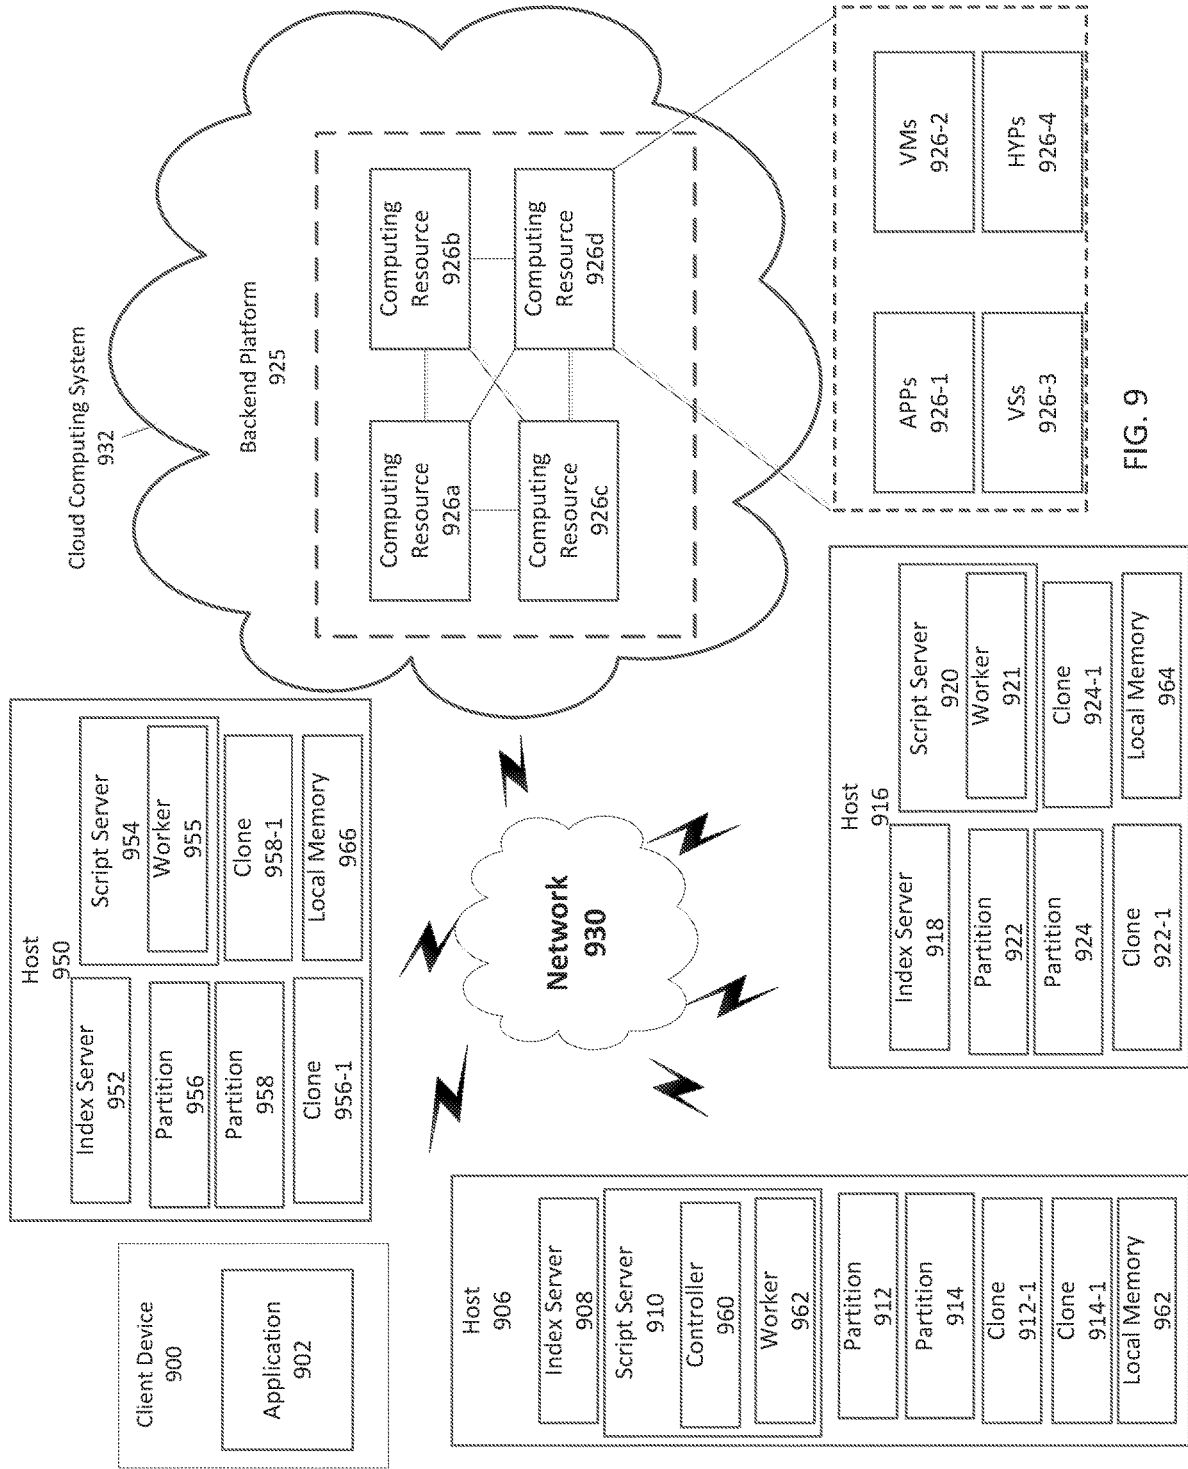 Client Device
900
Application
902
Host
950
Index Server
952
Partition
956
Partition
958
Clone
956-1
Script Server
954
Worker
955
Clone
958-1
Local Memory
966
Cloud Computing System
932
Backend Platform
925
Computing
Resource
926a
Computing
Resource
926b
Computing
Resource
926c
Computing
Resource
926d
Host
906
Index Server
908
Script Server
910
Controller
960
Worker
962
Partition
912
Partition
914
Clone
912-1
Clone
914-1
Local Memory
962
Network
930
Host
916
Index Server
918
Partition
922
Partition
924
Clone
922-1
Script Server
920
Worker
921
Clone
924-1
Local Memory
964
APPs
926-1
VMs
926-2
VSs
926-3
HYPs
926-4
FIG. 9